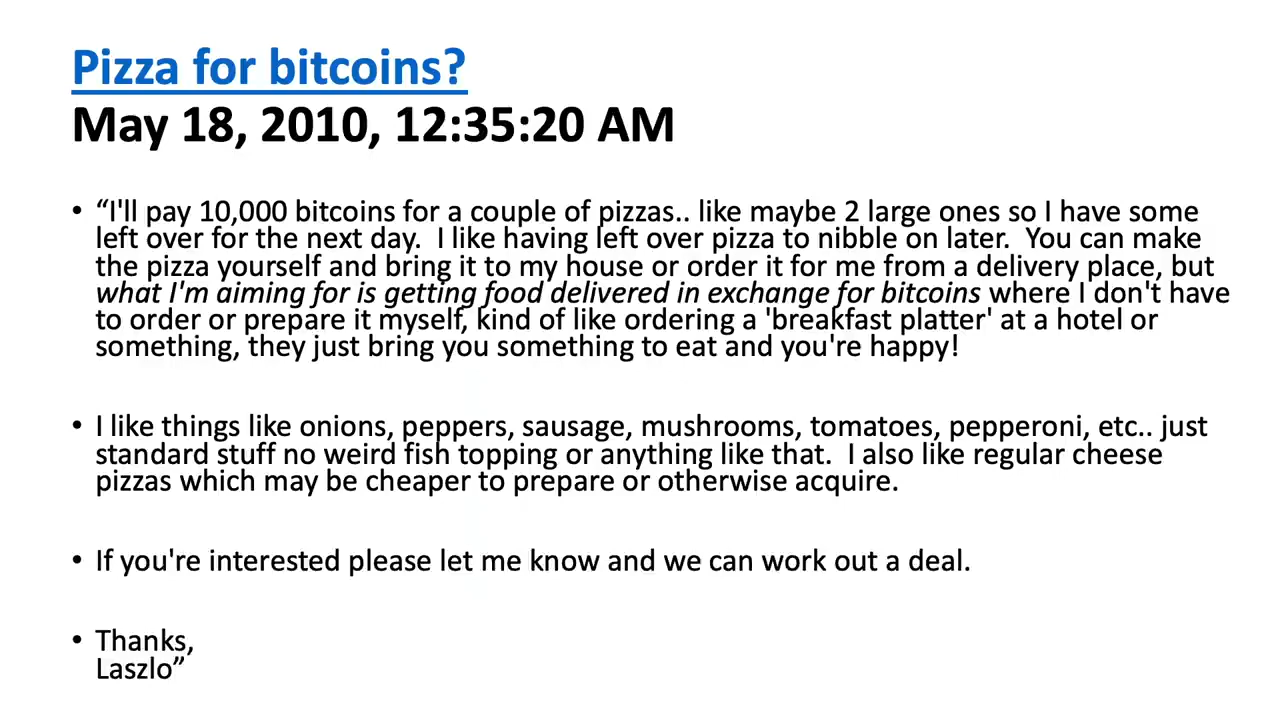 Pizza for bitcoins?
May 18, 2010, 12:35:20 AM
• “I'll pay 10,000 bitcoins for a couple of pizzas.. like maybe 2 large ones so I have some
left over for the next day.  I like having left over pizza to nibble on later.  You can make
the pizza yourself and bring it to my house or order it for me from a delivery place, but
what I'm aiming for is getting food delivered in exchange for bitcoins where I don't have
to order or prepare it myself, kind of like ordering a 'breakfast platter' at a hotel or
something, they just bring you something to eat and you're happy!
• I like things like onions, peppers, sausage, mushrooms, tomatoes, pepperoni, etc.. just
standard stuff no weird fish topping or anything like that.  I also like regular cheese
pizzas which may be cheaper to prepare or otherwise acquire.
• If you're interested please let me know and we can work out a deal.
• Thanks,
Laszlo”